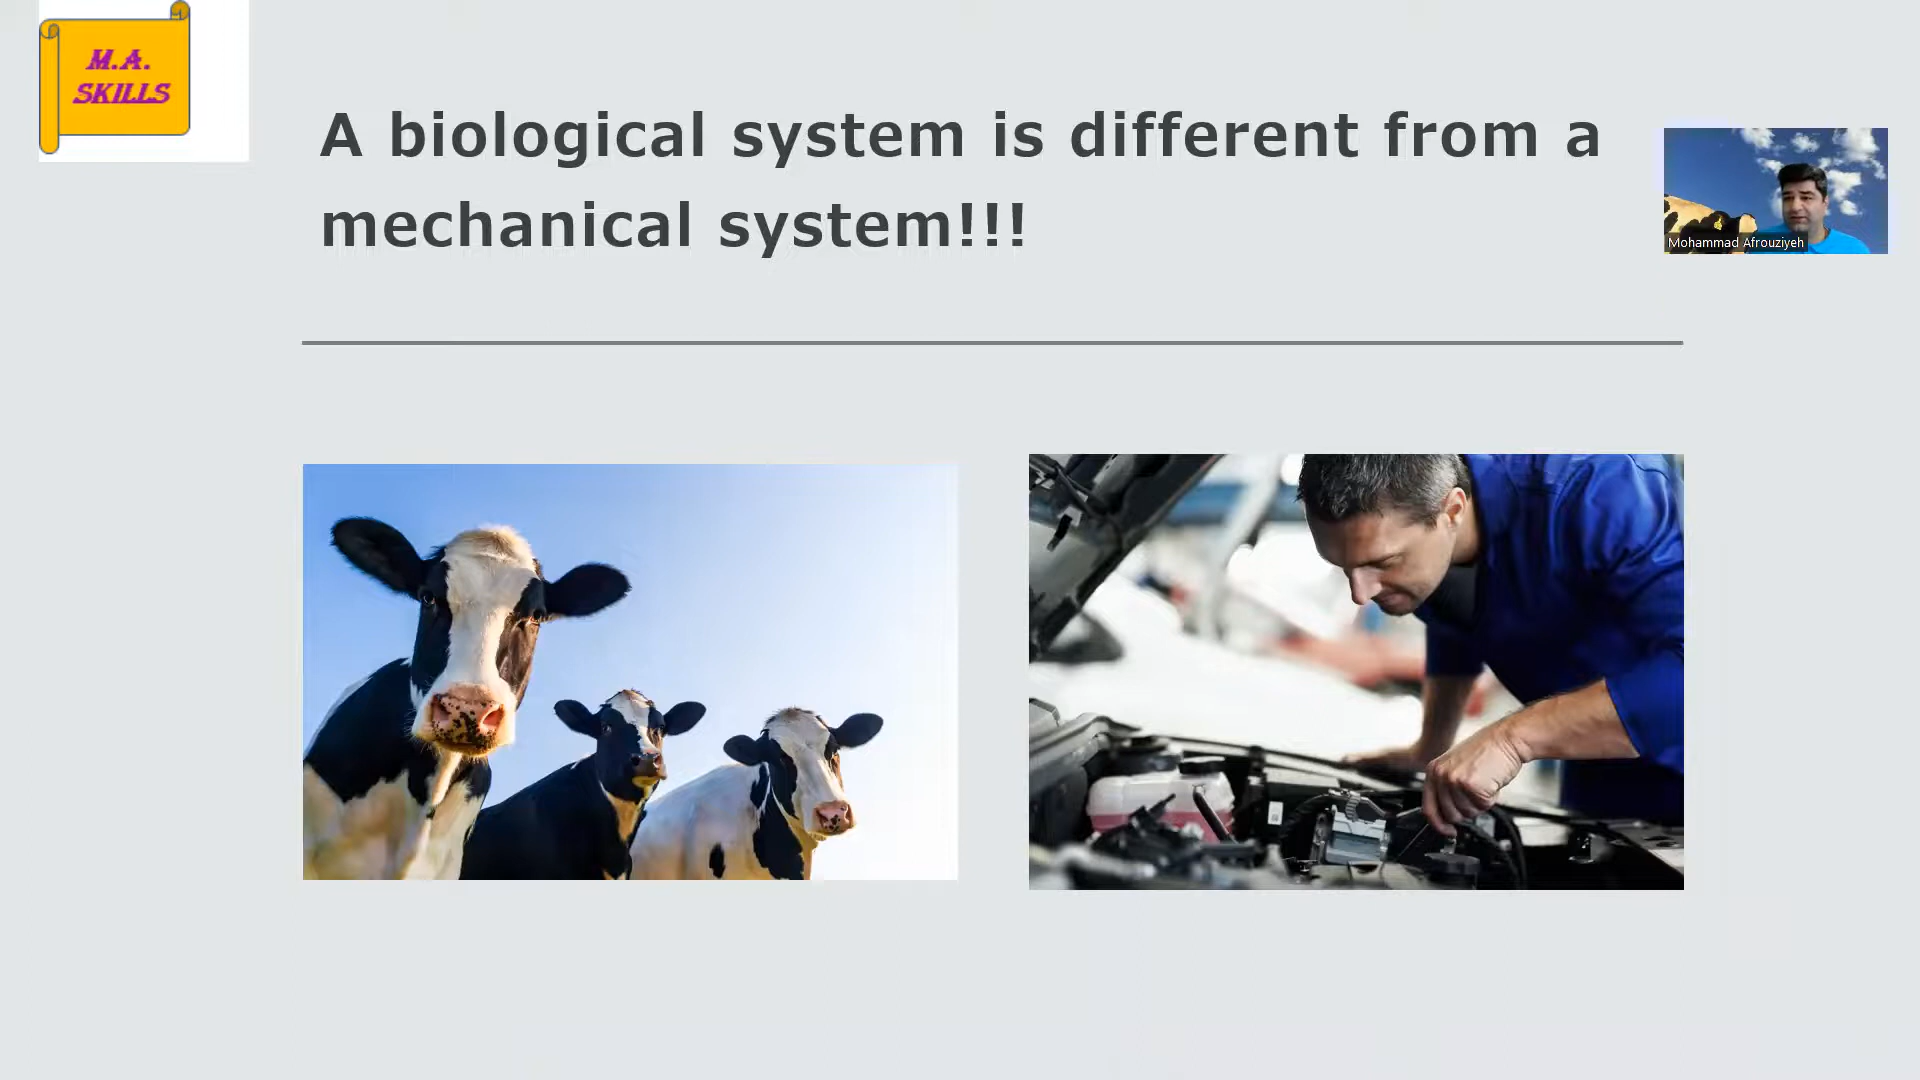 M.A.
SKILLS
A biological system is different from a
mechanical system!!!
Mohammad Afrouziyeh